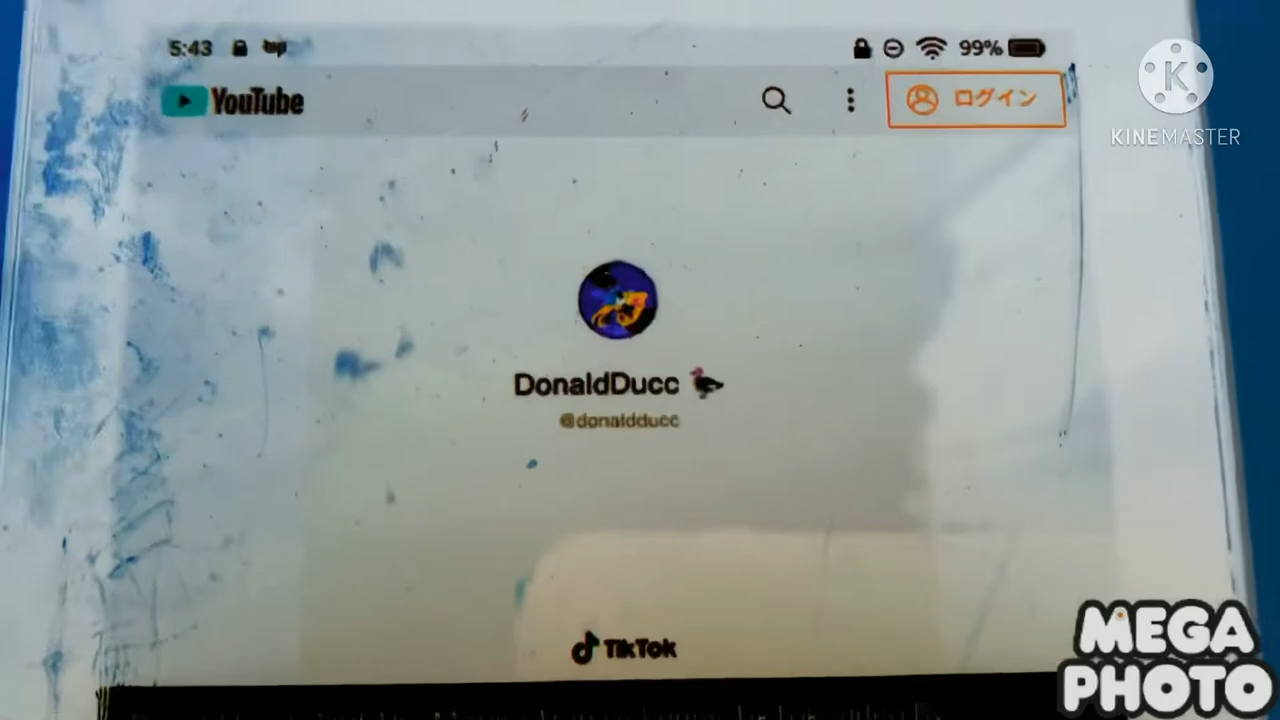 5:43
99%
YouTube
ログイン
KINEMASTER
DonaldDucc
@donaldducc
TikTok
MEGA
PHOTO